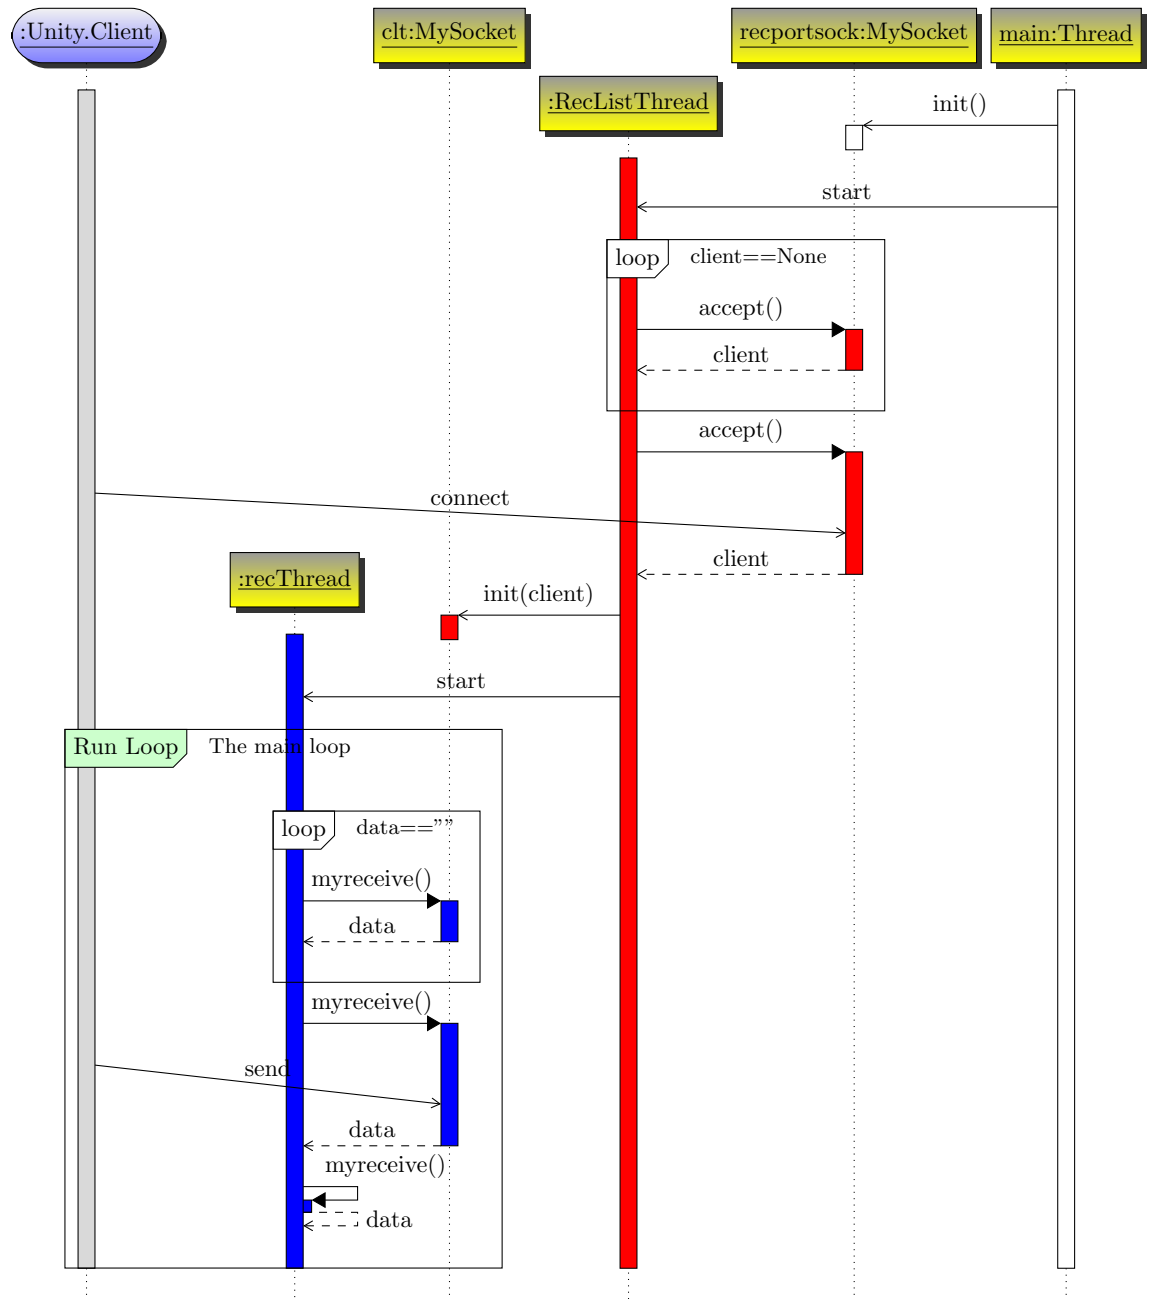 :Unity.Client
clt:MySocket
recportsock:MySocket
main:Thread
:RecListThread
init()
start
loop
client==None
accept()
client
accept()
connect
client
:recThread
init(client)
start
Run Loop
The main loop
loop
data==””
myreceive()
data
myreceive()
send
data
myreceive()
data